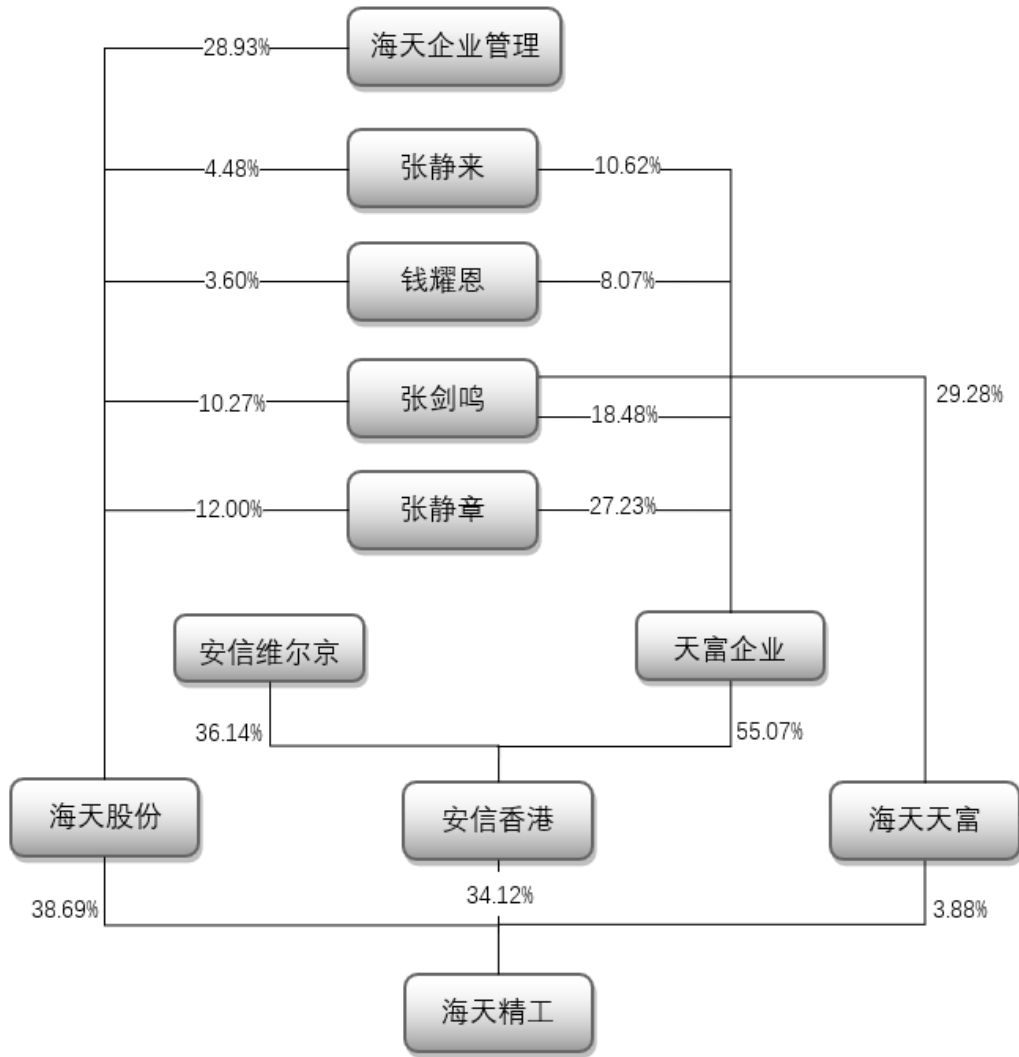 海天企业管理
28.93%
张静来
4.48%
10.62%
钱耀恩
3.60%
8.07%
张剑鸣
10.27%
18.48%
29.28%
张静章
12.00%
27.23%
安信维尔京
天富企业
36.14%
55.07%
海天股份
安信香港
海天天富
38.69%
34.12%
3.88%
海天精工